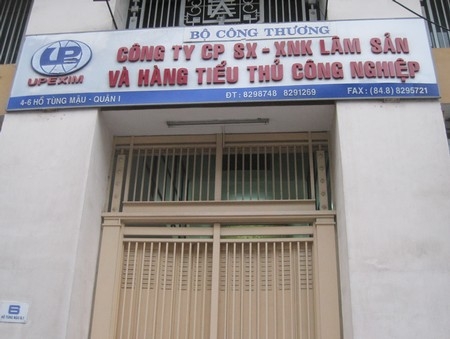 BỘ CÔNG THƯƠNG
UP
UPEXIM
CÔNG TY CP SX - XNK LÂM SẢN
VÀ HÀNG TIỂU THỦ CÔNG NGHIỆP
4-6 HỒ TÙNG MẬU - QUẬN I ĐT : 8298748 8291269 FAX : (84.8) 8295721